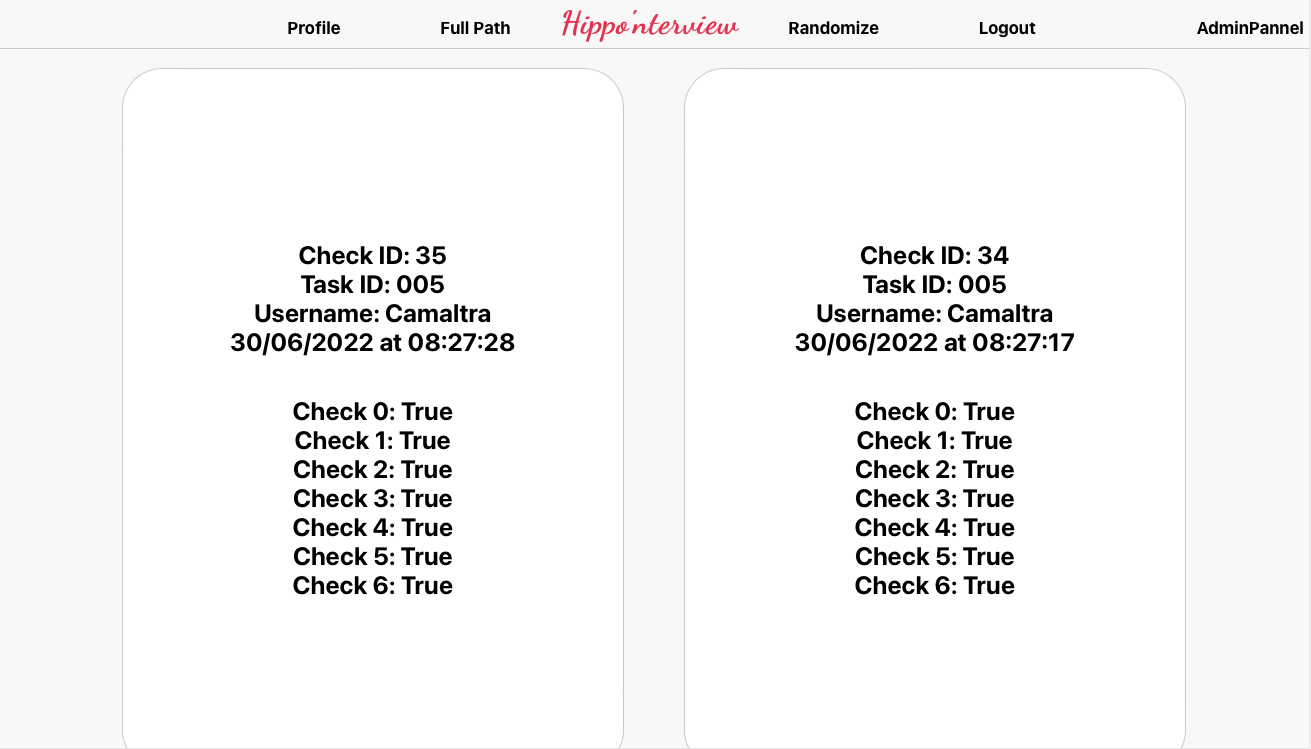 Profile
Full Path
Hippo'nterview
Randomize
Logout
AdminPannel
Check ID: 35
Task ID: 005
Username: Camaltra
30/06/2022 at 08:27:28
Check 0: True
Check 1: True
Check 2: True
Check 3: True
Check 4: True
Check 5: True
Check 6: True
Check ID: 34
Task ID: 005
Username: Camaltra
30/06/2022 at 08:27:17
Check 0: True
Check 1: True
Check 2: True
Check 3: True
Check 4: True
Check 5: True
Check 6: True